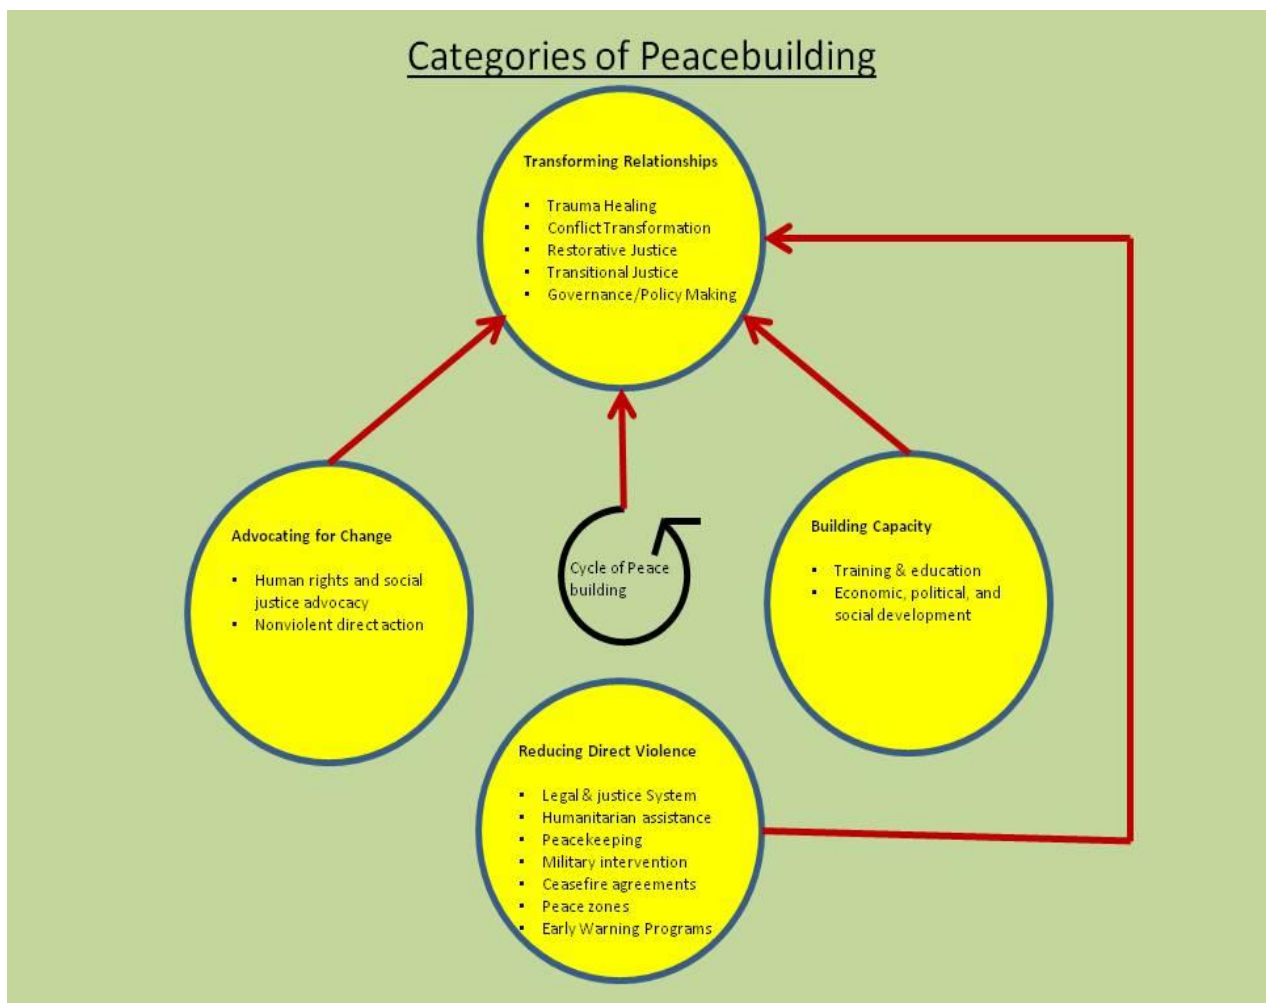 Categories of Peacebuilding
Transforming Relationships
▪ Trauma Healing
▪ Conflict Transformation
▪ Restorative Justice
▪ Transitional Justice
▪ Governance/Policy Making
Advocating for Change
▪ Human rights and social
justice advocacy
▪ Nonviolent direct action
Cycle of Peace
building
Building Capacity
▪ Training & education
▪ Economic, political, and
social development
Reducing Direct Violence
▪ Legal & justice System
▪ Humanitarian assistance
▪ Peacekeeping
▪ Military intervention
▪ Ceasefire agreements
▪ Peace zones
▪ Early Warning Programs